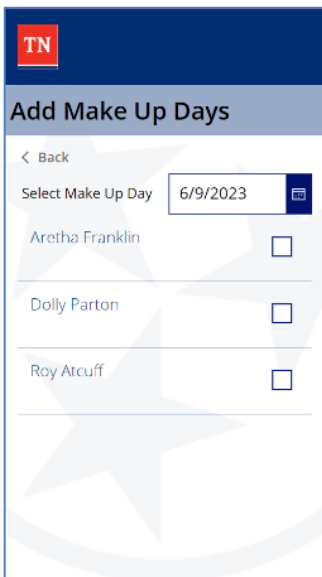 TN
Add Make Up Days
< Back
Select Make Up Day 6/9/2023
Aretha Franklin
Dolly Parton
Roy Atcuff